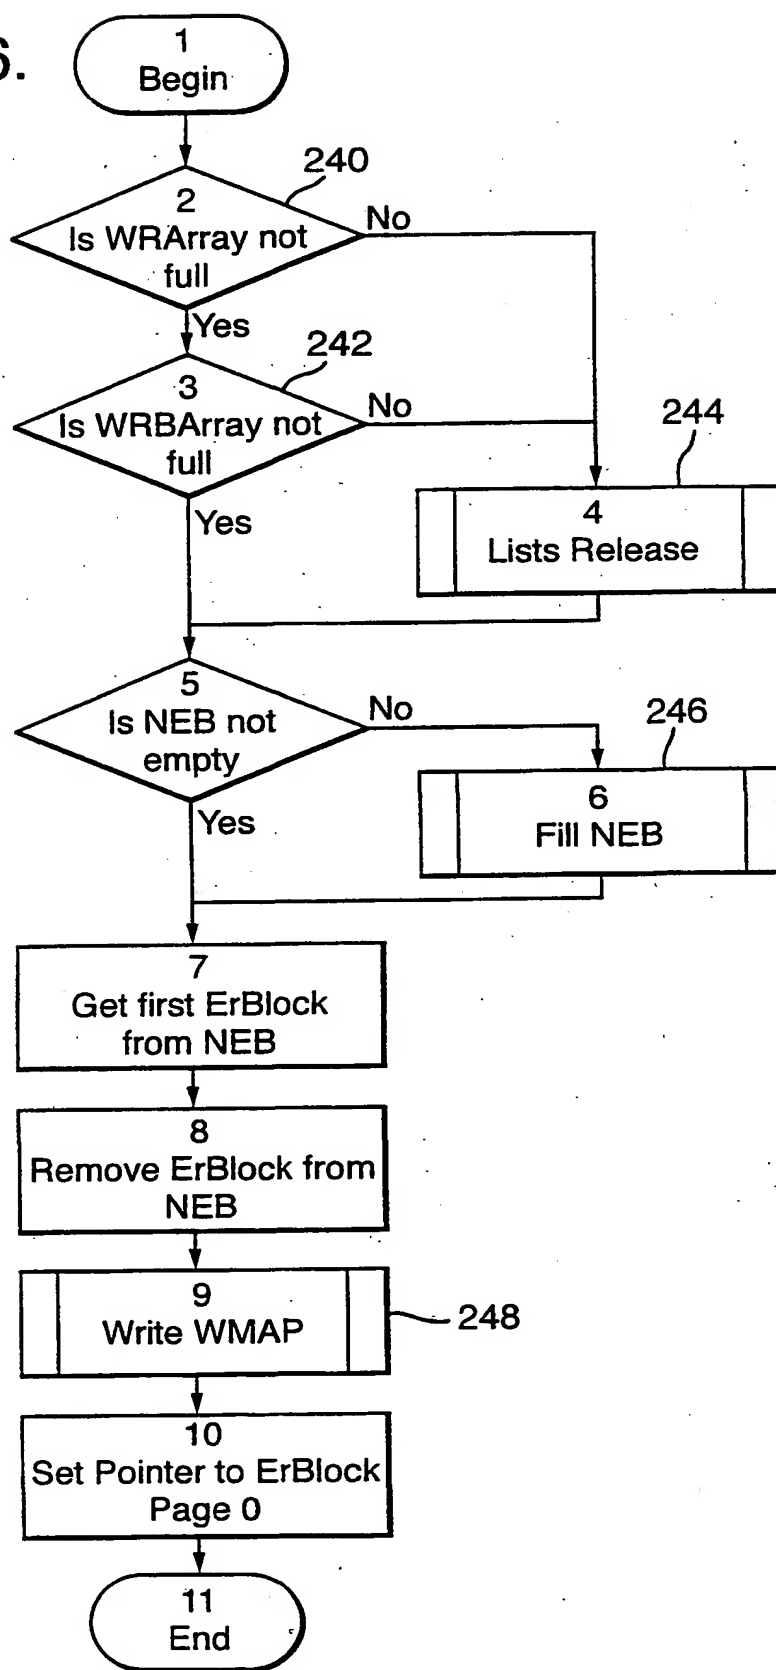 6.
1
Begin
240
2
Is WRArray not
full
No
Yes
242
3
Is WRBArray not
full
No
Yes
244
4
Lists Release
5
Is NEB not
empty
No
Yes
246
6
Fill NEB
7
Get first ErBlock
from NEB
8
Remove ErBlock from
NEB
9
Write WMAP
248
10
Set Pointer to ErBlock
Page 0
11
End